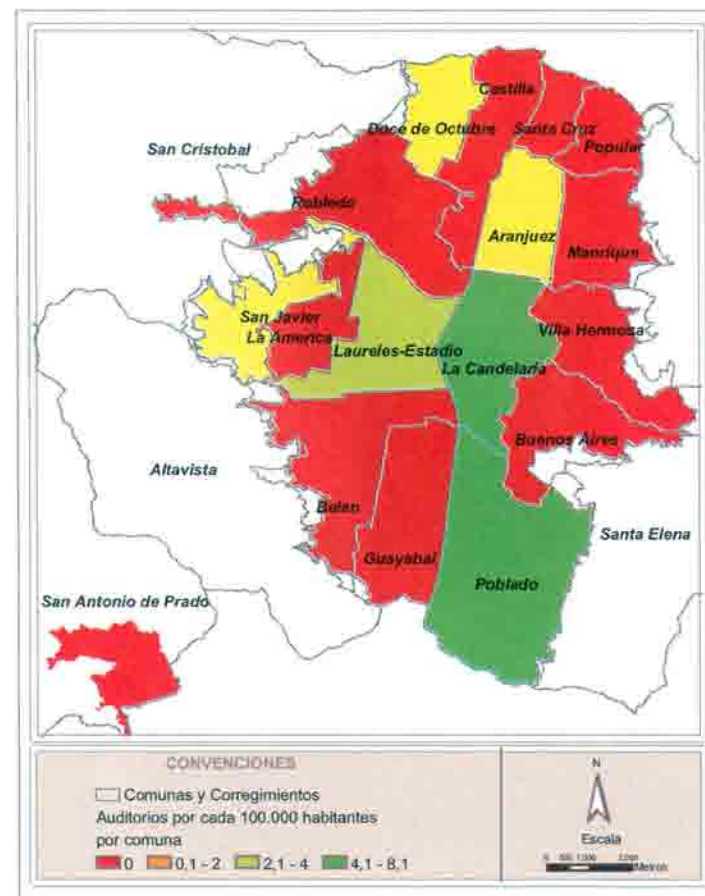 Castilla
Doce de Octubre
Santa Cruz
Popular
San Cristobal
Robledo
Aranjuez
Manrique
San Javier
La America
Villa Hermosa
Laureles-Estadio
La Candelaria
Buenos Aires
Altavista
Belen
Santa Elena
Guayabal
Poblado
San Antonio de Prado
CONVENCIONES
Comunas y Corregimientos
Auditorios por cada 100.000 habitantes
por comuna
0 0,1 - 2 2,1 - 4 4,1 - 8,1
N
Escala
Metros